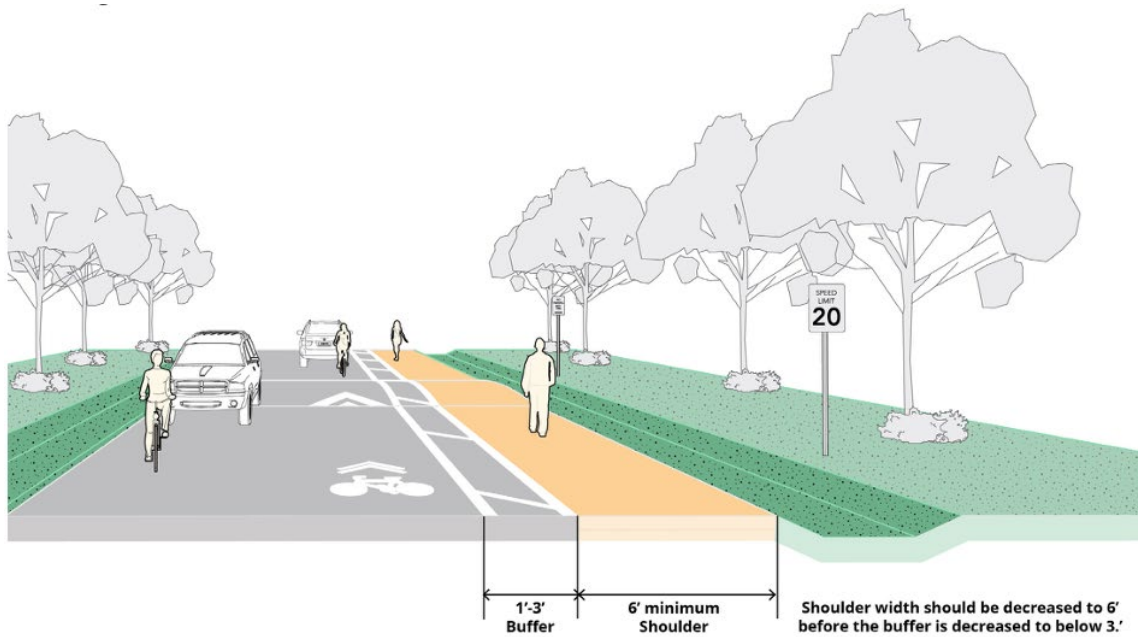 SPEED
LIMIT
20
1'-3'
Buffer
6' minimum
Shoulder
Shoulder width should be decreased to 6'
before the buffer is decreased to below 3.'